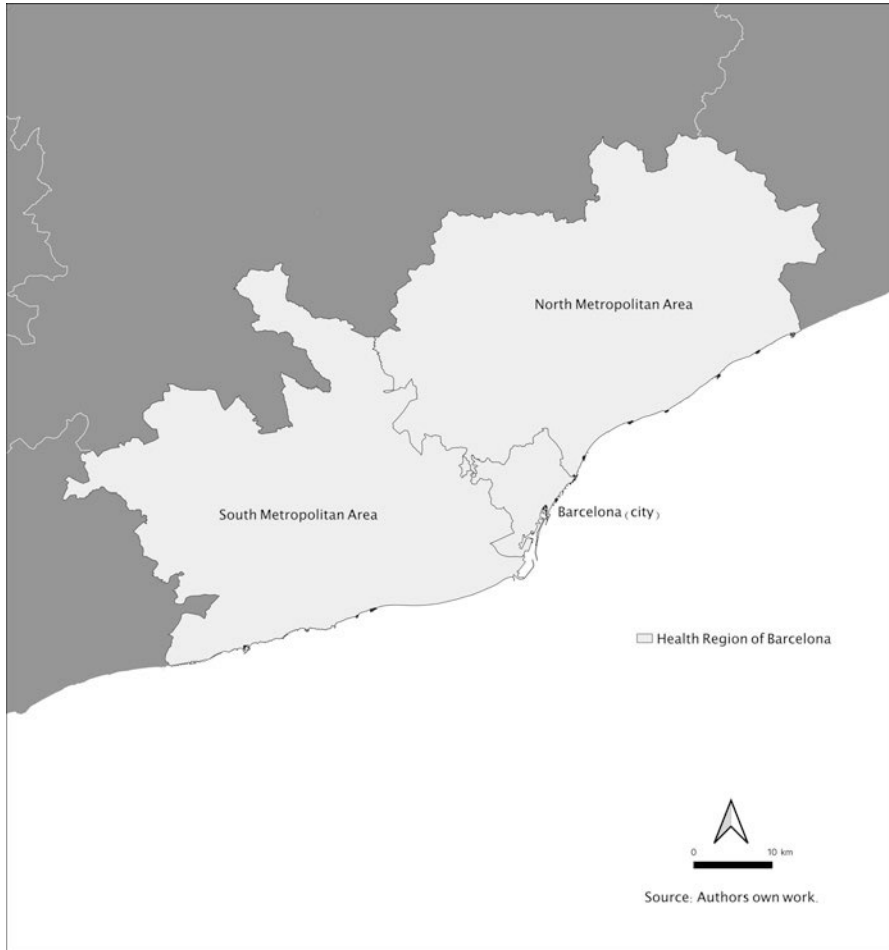 North Metropolitan Area
South Metropolitan Area
Barcelona (city)
Health Region of Barcelona
0 10 km
Source: Authors own work.